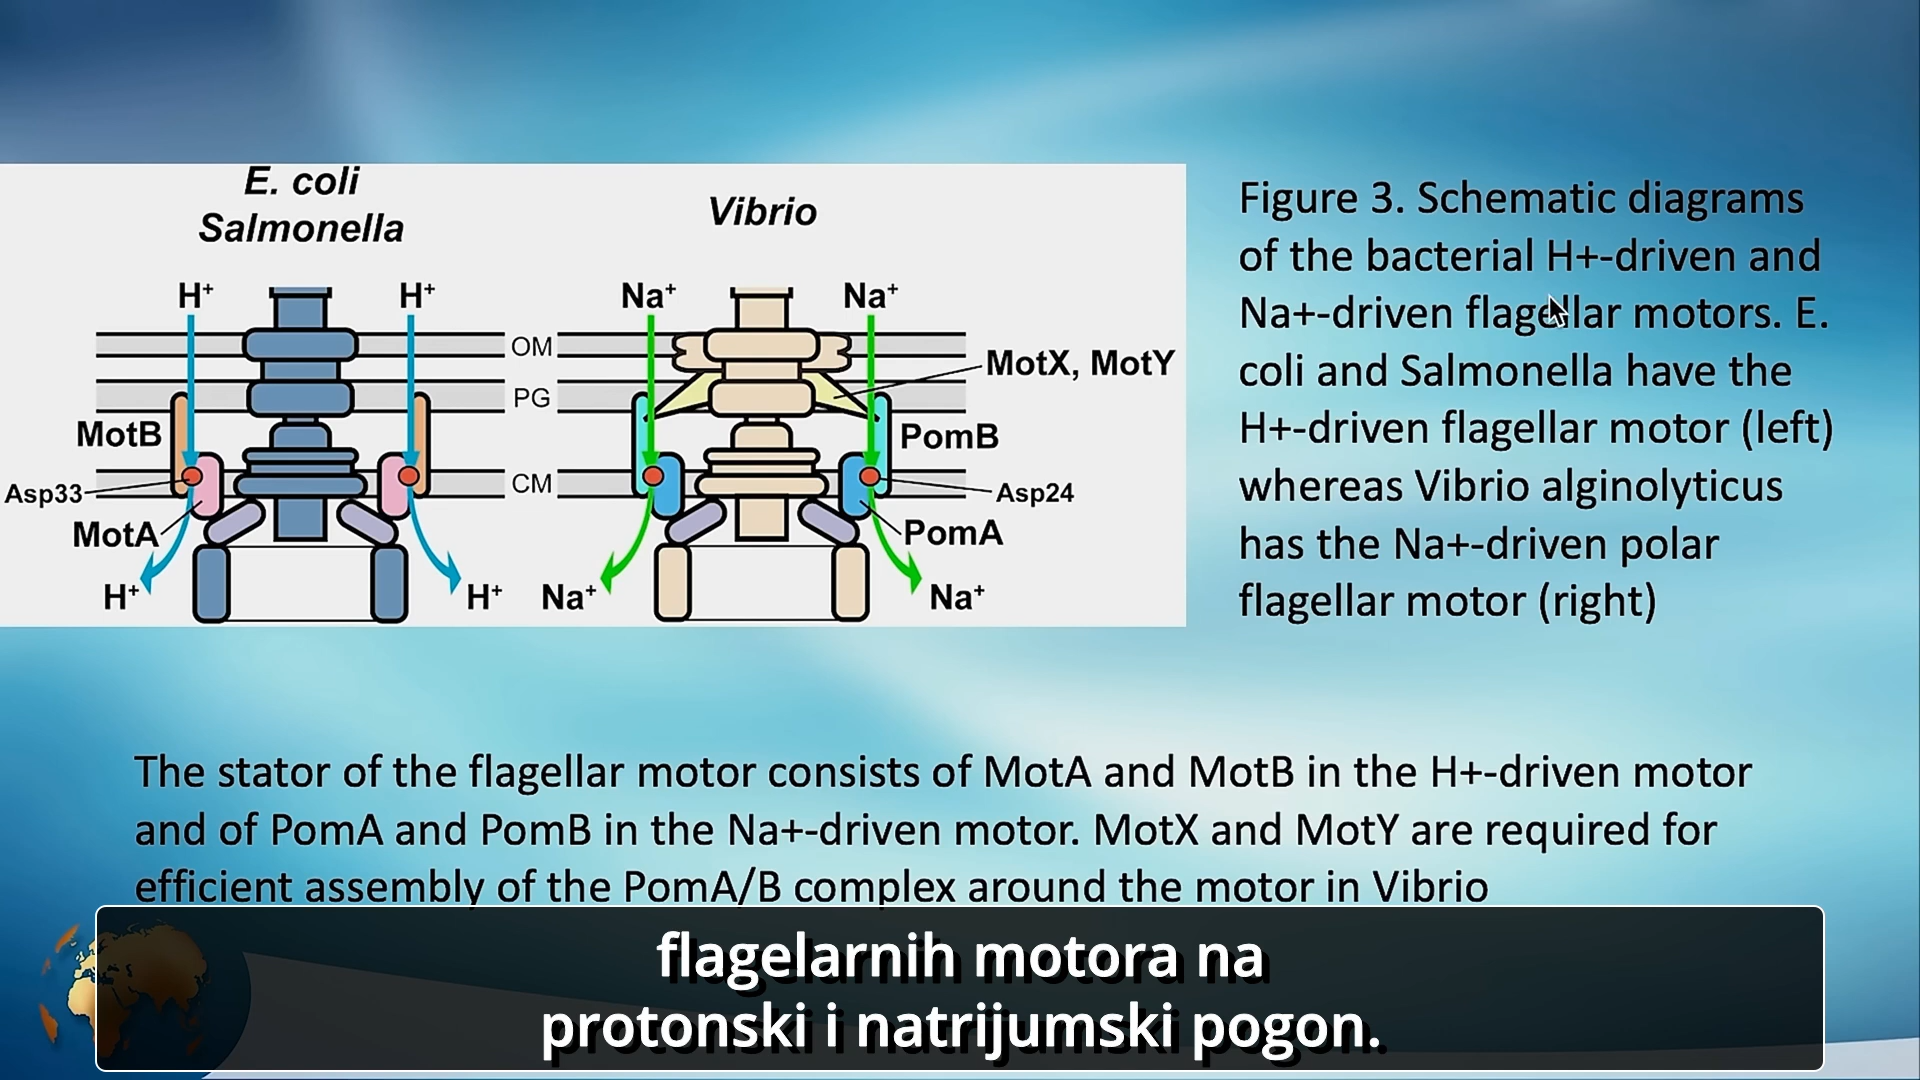 E. coli
Salmonella
Vibrio
H+ H+ Na+ Na+
OM
MotX, MotY
PG
MotB
PomB
CM
Asp33
Asp24
MotA
PomA
H+ H+ Na+ Na+
Figure 3. Schematic diagrams
of the bacterial H+-driven and
Na+-driven flagellar motors. E.
coli and Salmonella have the
H+-driven flagellar motor (left)
whereas Vibrio alginolyticus
has the Na+-driven polar
flagellar motor (right)
The stator of the flagellar motor consists of MotA and MotB in the H+-driven motor
and of PomA and PomB in the Na+-driven motor. MotX and MotY are required for
efficient assembly of the PomA/B complex around the motor in Vibrio
flagelarnih motora na
protonski i natrijumski pogon.